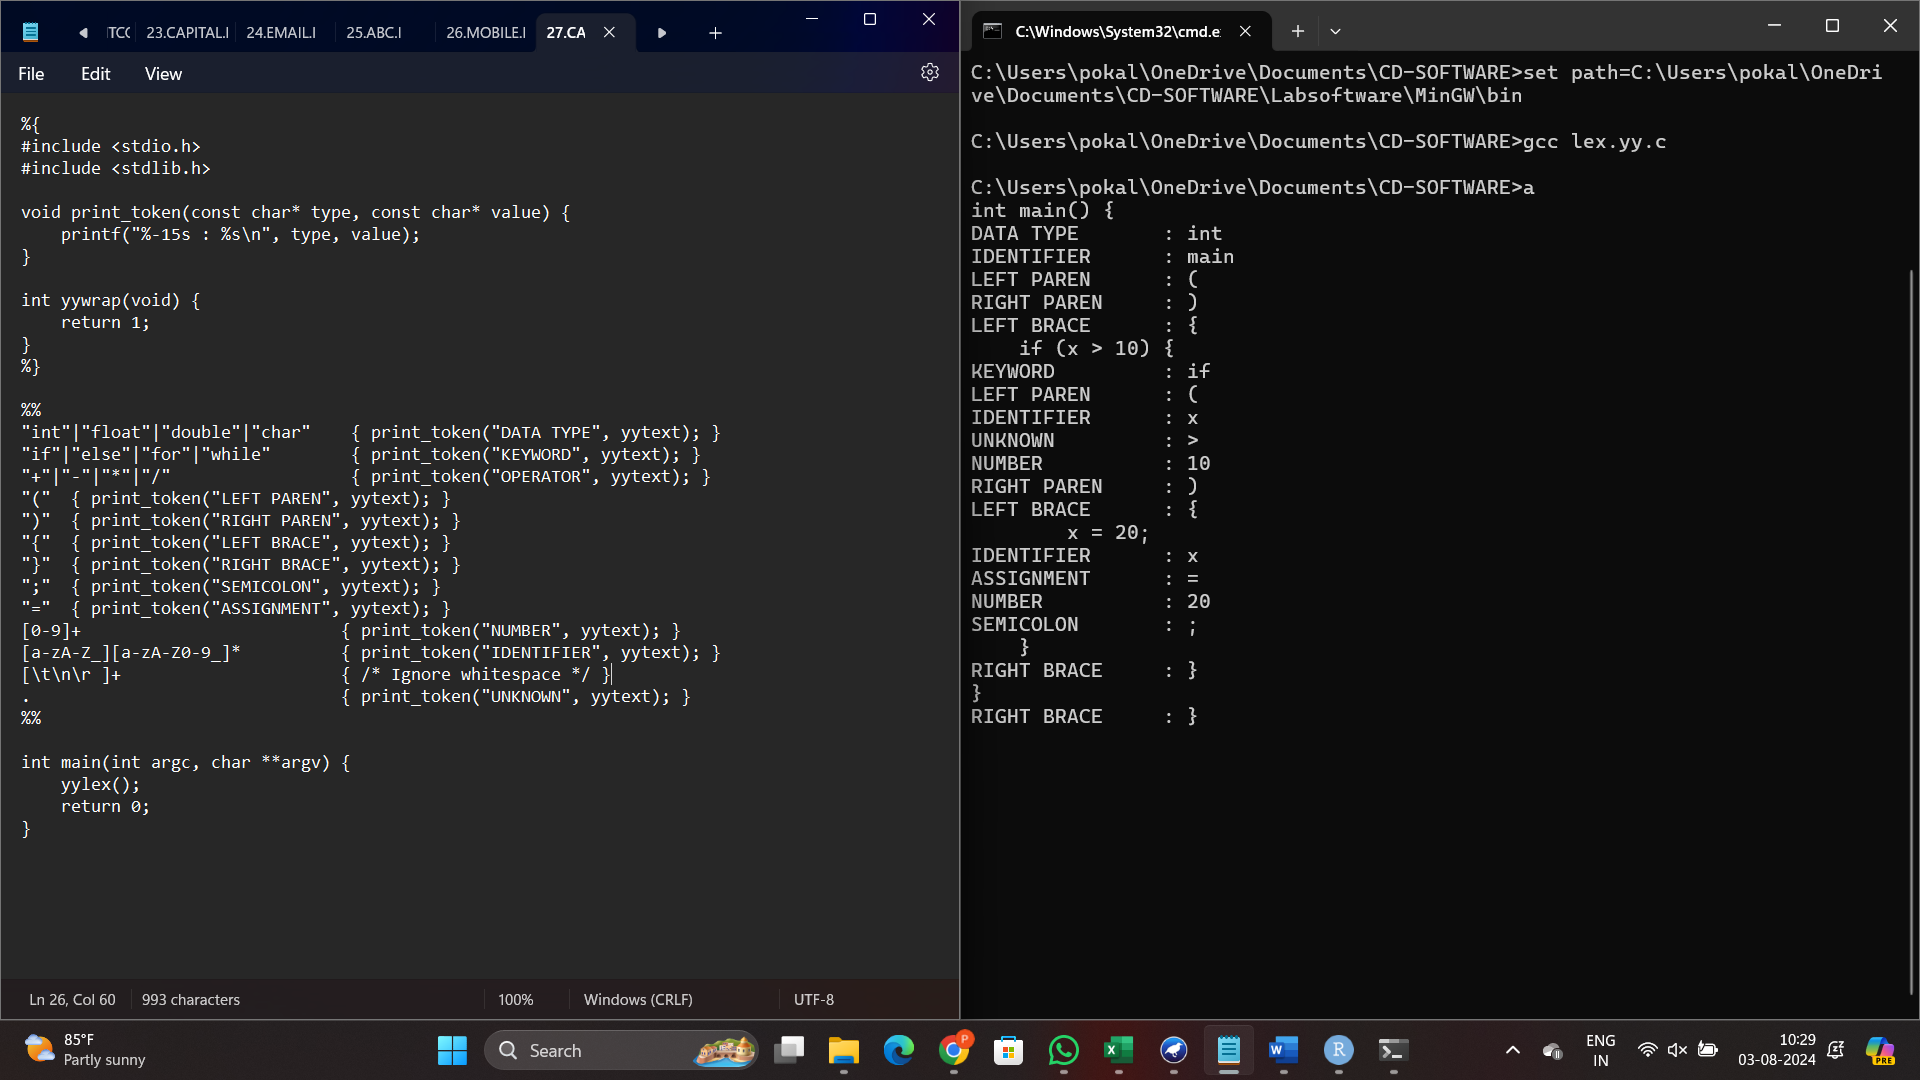 ITCC 23.CAPITAL.l 24.EMAIL.l 25.ABC.l 26.MOBILE.l 27.CA
File Edit View
%{
#include <stdio.h>
#include <stdlib.h>
void print_token(const char* type, const char* value) {
    printf("%-15s : %s\n", type, value);
}
int yywrap(void) {
    return 1;
}
%}
%%
"int"|"float"|"double"|"char"    { print_token("DATA TYPE", yytext); }
"if"|"else"|"for"|"while"        { print_token("KEYWORD", yytext); }
"+"|"-"|"*"|"/"                  { print_token("OPERATOR", yytext); }
"("  { print_token("LEFT PAREN", yytext); }
")"  { print_token("RIGHT PAREN", yytext); }
"{"  { print_token("LEFT BRACE", yytext); }
"}"  { print_token("RIGHT BRACE", yytext); }
";"  { print_token("SEMICOLON", yytext); }
"="  { print_token("ASSIGNMENT", yytext); }
[0-9]+                          { print_token("NUMBER", yytext); }
[a-zA-Z_][a-zA-Z0-9_]*          { print_token("IDENTIFIER", yytext); }
[\t\n\r ]+                      { /* Ignore whitespace */ }
.                               { print_token("UNKNOWN", yytext); }
%%
int main(int argc, char **argv) {
    yylex();
    return 0;
}
Ln 26, Col 60 993 characters 100% Windows (CRLF) UTF-8
C:\Windows\System32\cmd.e
C:\Users\pokal\OneDrive\Documents\CD-SOFTWARE>set path=C:\Users\pokal\OneDri
ve\Documents\CD-SOFTWARE\Labsoftware\MinGW\bin
C:\Users\pokal\OneDrive\Documents\CD-SOFTWARE>gcc lex.yy.c
C:\Users\pokal\OneDrive\Documents\CD-SOFTWARE>a
int main() {
DATA TYPE       : int
IDENTIFIER      : main
LEFT PAREN      : (
RIGHT PAREN     : )
LEFT BRACE      : {
    if (x > 10) {
KEYWORD         : if
LEFT PAREN      : (
IDENTIFIER      : x
UNKNOWN         : >
NUMBER          : 10
RIGHT PAREN     : )
LEFT BRACE      : {
        x = 20;
IDENTIFIER      : x
ASSIGNMENT      : =
NUMBER          : 20
SEMICOLON       : ;
    }
RIGHT BRACE     : }
}
RIGHT BRACE     : }
85°F
Partly sunny
Search
P
R
ENG
IN
10:29
03-08-2024
PRE